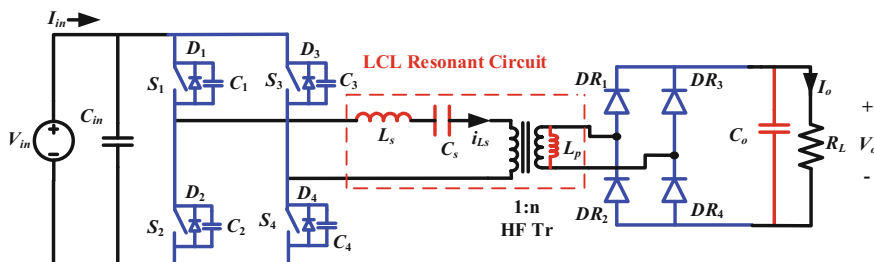 I_in
D_1
D_3
LCL Resonant Circuit
DR_1
DR_3
S_1
C_1
S_3
C_3
I_o
C_in
V_in
L_s
C_s
i_Ls
L_p
C_o
R_L
+
V_o
-
D_2
D_4
S_2
C_2
S_4
C_4
1:n
HF Tr
DR_2
DR_4